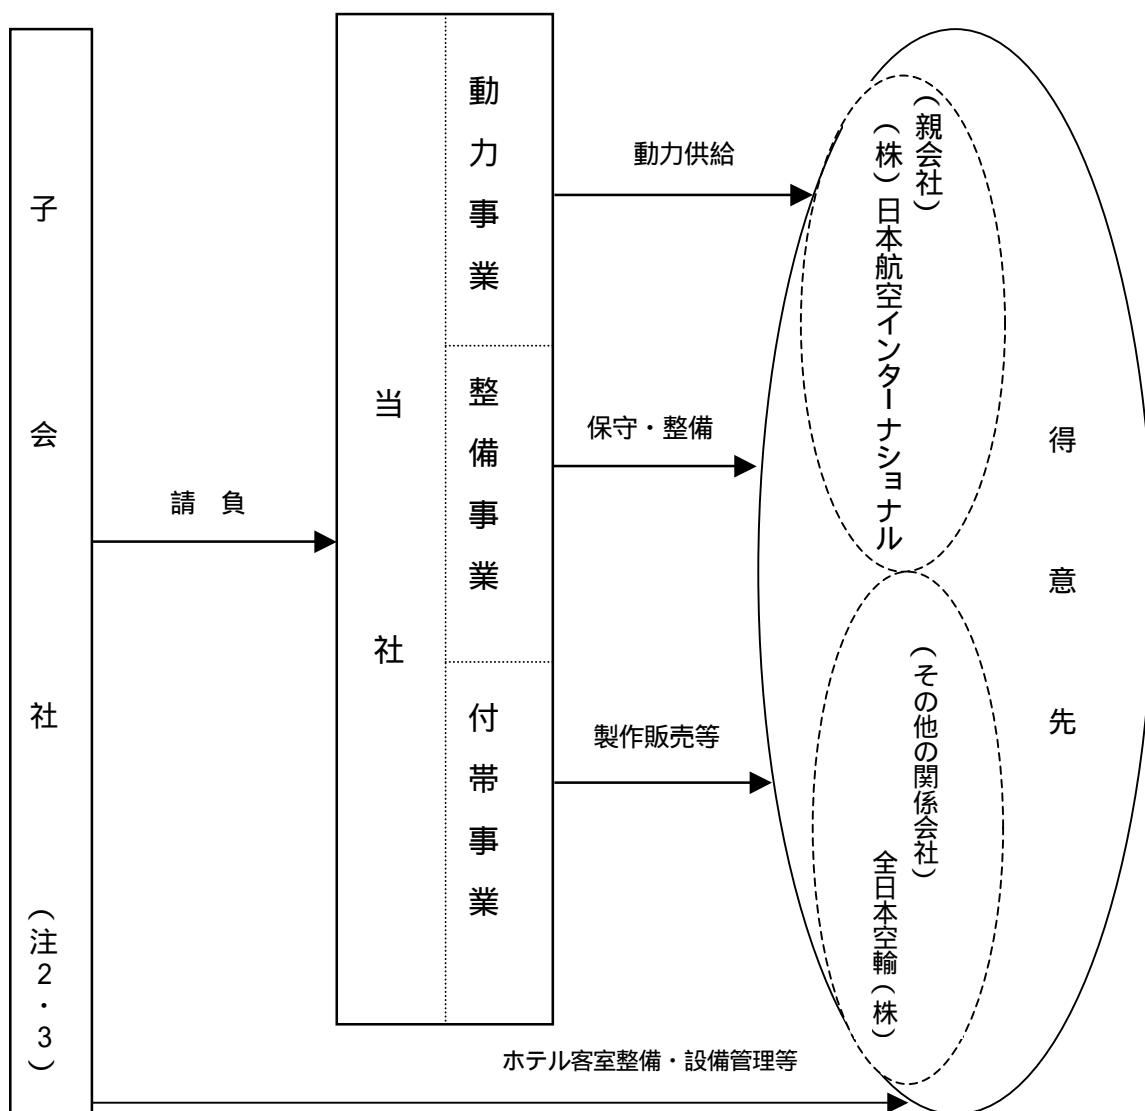 子会社（注２・３）
請　負
当社
動力事業
整備事業
付帯事業
動力供給
保守・整備
製作販売等
ホテル客室整備・設備管理等
（親会社）
（株）日本航空インターナショナル
（その他の関係会社）
全日本空輸（株）
得意先